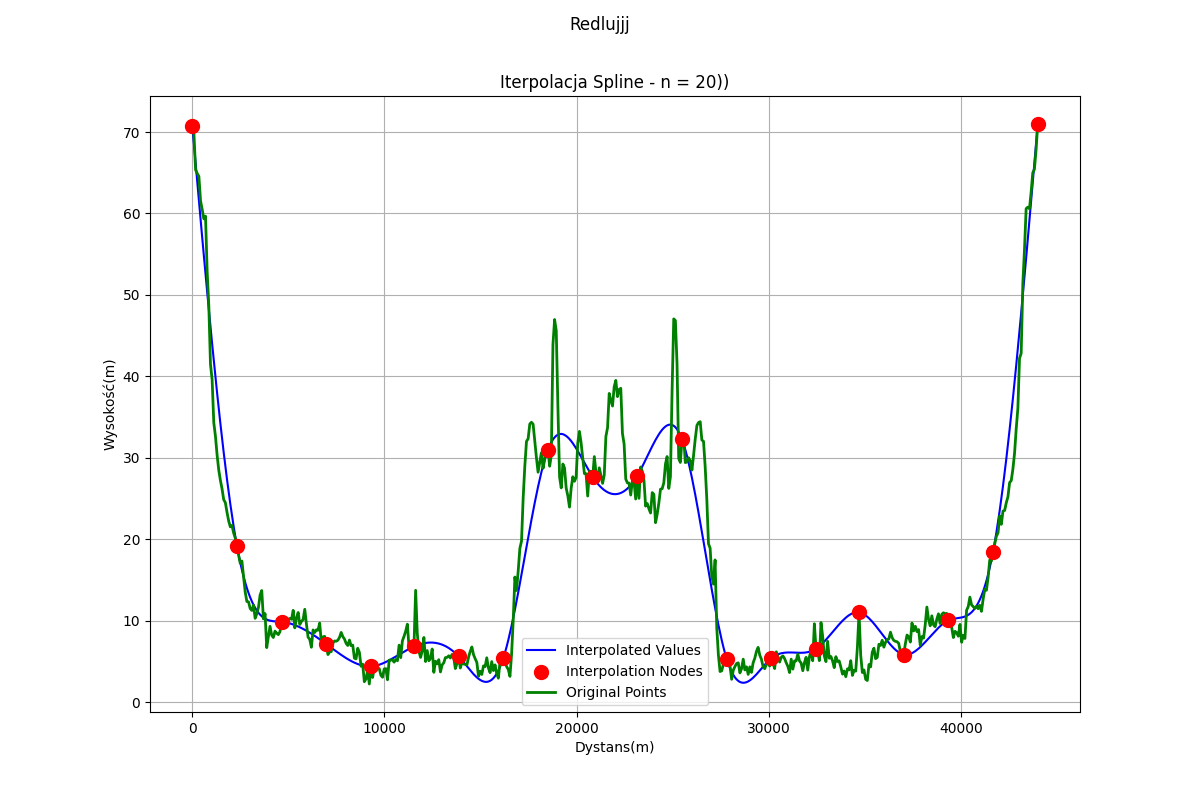 Redlujjj
Iterpolacja Spline - n = 20))
Wysokość(m)
70
60
50
40
30
20
10
0
Interpolated Values
Interpolation Nodes
Original Points
0 10000 20000 30000 40000
Dystans(m)